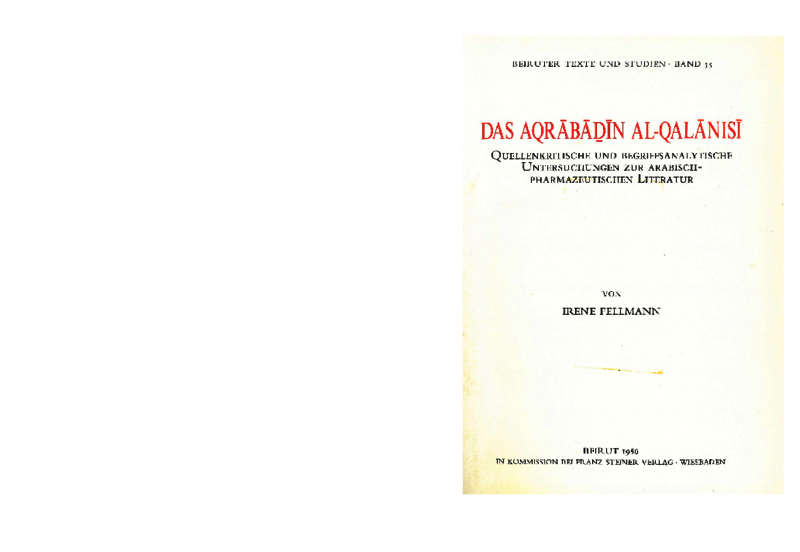 BEIRUTER TEXTE UND STUDIEN · BAND 35
DAS AQRĀBĀḎĪN AL-QALĀNISĪ
QUELLENKRITISCHE UND BEGRIFFSANALYTISCHE
UNTERSUCHUNGEN ZUR ARABISCH-
PHARMAZEUTISCHEN LITERATUR
VON
IRENE FELLMANN
BEIRUT 1986
IN KOMMISSION BEI FRANZ STEINER VERLAG · WIESBADEN